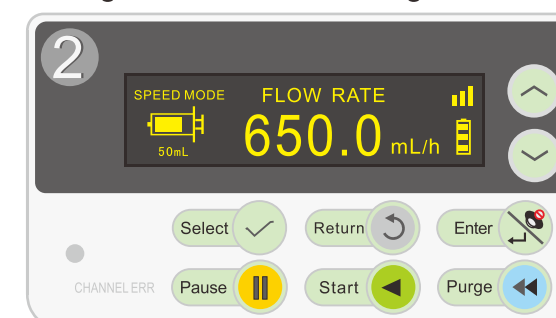 2
SPEED MODE
FLOW RATE
50mL
650.0 mL/h
Select
Return
Enter
CHANNEL ERR
Pause
Start
Purge